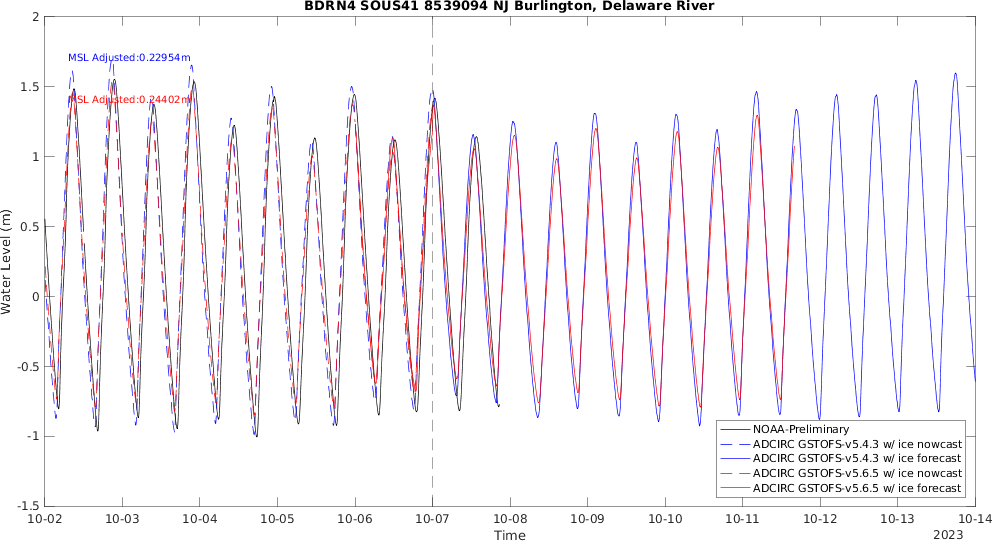 BDRN4 SOUS41 8539094 NJ Burlington, Delaware River
2
1.5
1
0.5
0
-0.5
-1
-1.5
Water Level (m)
MSL Adjusted:0.22954m
MSL Adjusted:0.24402m
NOAA-Preliminary
ADCIRC GSTOFS-v5.4.3 w/ ice nowcast
ADCIRC GSTOFS-v5.4.3 w/ ice forecast
ADCIRC GSTOFS-v5.6.5 w/ ice nowcast
ADCIRC GSTOFS-v5.6.5 w/ ice forecast
10-02 10-03 10-04 10-05 10-06 10-07 10-08 10-09 10-10 10-11 10-12 10-13 10-14
Time
2023